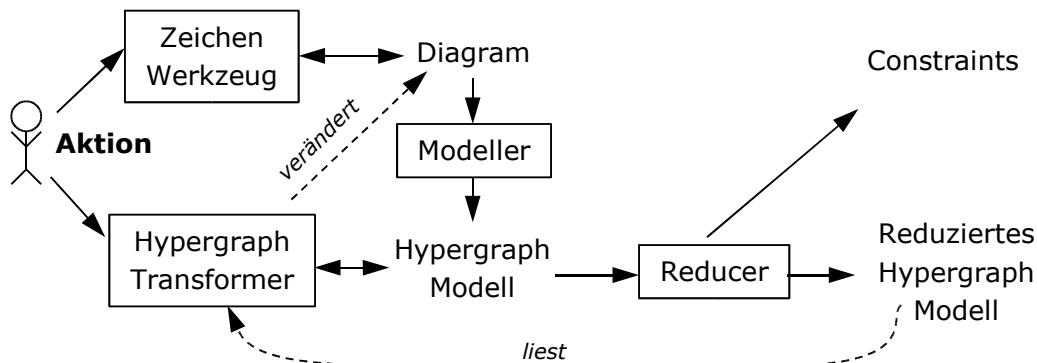 Zeichen
Werkzeug
Diagram
Constraints
verändert
Aktion
Modeller
Hypergraph
Transformer
Hypergraph
Modell
Reducer
Reduziertes
Hypergraph
Modell
liest